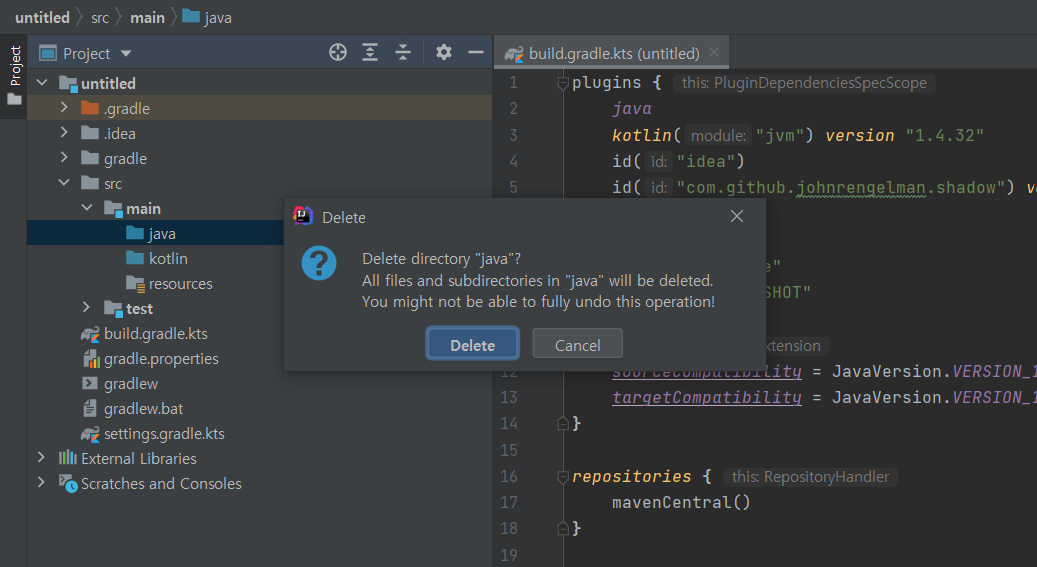 untitled src main java
Project
Project
build.gradle.kts (untitled)
untitled
.gradle
.idea
gradle
src
main
java
kotlin
resources
test
build.gradle.kts
gradle.properties
gradlew
gradlew.bat
settings.gradle.kts
External Libraries
Scratches and Consoles
1 plugins { this: PluginDependenciesSpecScope
2 java
3 kotlin( module: "jvm") version "1.4.32"
4 id( id: "idea")
5 id( id: "com.github.johnrengelman.shadow")
e"
SHOT"
xtension
12 sourceCompatibility = JavaVersion.VERSION_1
13 targetCompatibility = JavaVersion.VERSION_1
14 }
15
16 repositories { this: RepositoryHandler
17 mavenCentral()
18 }
19
Delete
Delete directory "java"?
All files and subdirectories in "java" will be deleted.
You might not be able to fully undo this operation!
Delete Cancel